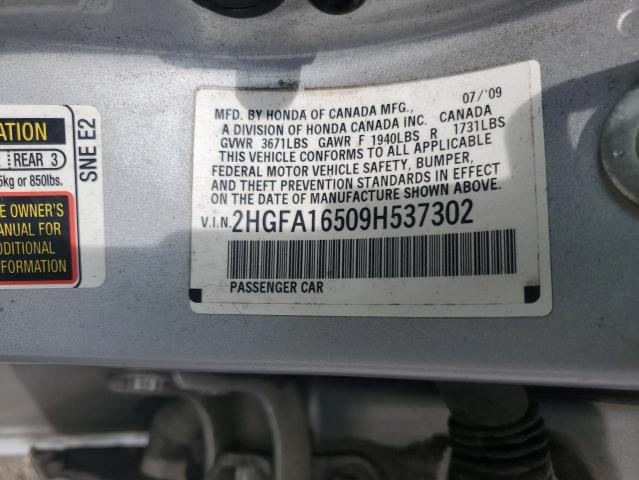 ATION
REAR 3
5kg or 850lbs.
E OWNER'S
ANUAL FOR
DDITIONAL
FORMATION
SNE E2
07/'09
MFD. BY HONDA OF CANADA MFG.,
A DIVISION OF HONDA CANADA INC. CANADA
GVWR 3671LBS GAWR F 1940LBS R 1731LBS
THIS VEHICLE CONFORMS TO ALL APPLICABLE
FEDERAL MOTOR VEHICLE SAFETY, BUMPER,
AND THEFT PREVENTION STANDARDS IN EFFECT
ON THE DATE OF MANUFACTURE SHOWN ABOVE.
V.I.N. 2HGFA16509H537302
PASSENGER CAR